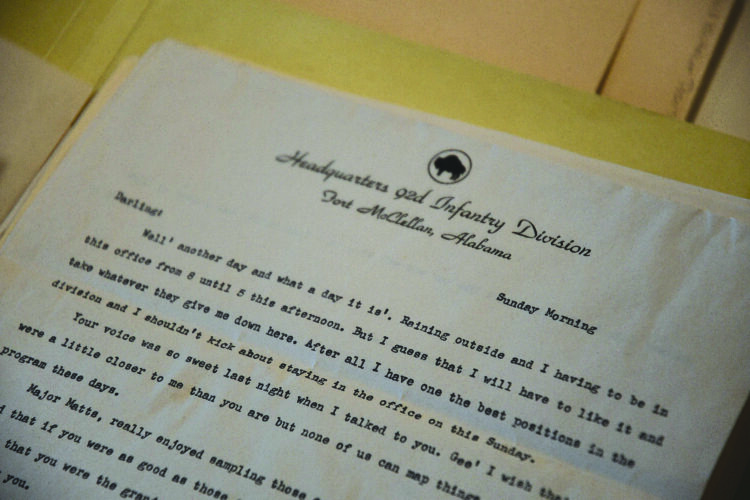 Headquarters 92d Infantry Division
Fort McClellan, Alabama
Sunday Morning
Darling:
Well' another day and what a day it is'. Raining outside and I having to be in
this office from 8 until 5 this afternoon. But I guess that I will have to like it and
take whatever they give me down here. After all I have one the best positions in the
division and I shouldn't kick about staying in the office on this Sunday.
Your voice was so sweet last night when I talked to you. Gee' I wish that
were a little closer to me than you are but none of us can map things
program these days.
Major Matts, really enjoyed sampling those
that if you were as good as those
that you were the
you.